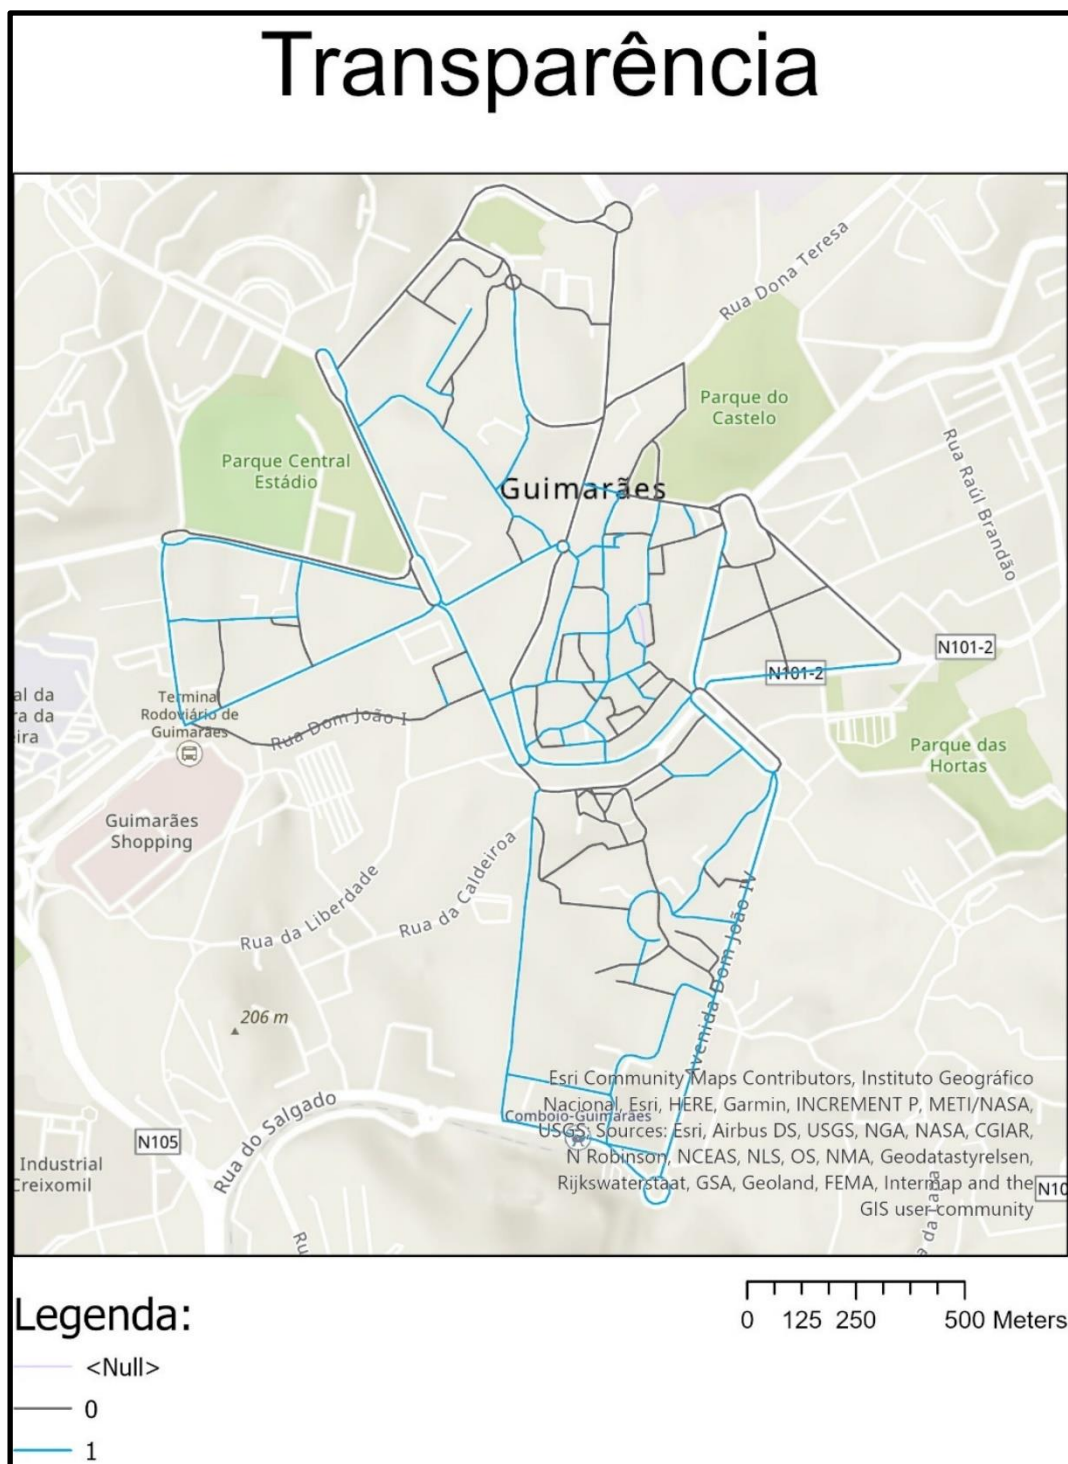 Transparência
Rua Dona Teresa
Parque do
Castelo
Rua Raúl Brandão
Parque Central
Estádio
Guimarães
N101-2
N101-2
al da
ra da
eira
Terminal
Rodoviário de
Guimarães
Rua Dom João I
Parque das
Hortas
Guimarães
Shopping
Rua da Liberdade
Rua da Caldeiroa
Avenida Dom João IV
206 m
Rua do Salgado
N105
Industrial
Creixomil
Ru
Comboio-Guimarães
Esri Community Maps Contributors, Instituto Geográfico
Nacional, Esri, HERE, Garmin, INCREMENT P, METI/NASA,
USGS; Sources: Esri, Airbus DS, USGS, NGA, NASA, CGIAR,
N Robinson, NCEAS, NLS, OS, NMA, Geodatastyrelsen,
Rijkswaterstaat, GSA, Geoland, FEMA, Intermap and the
GIS user community
N10
a da Lapa
Legenda:
<Null>
0
1
0 125 250 500 Meters